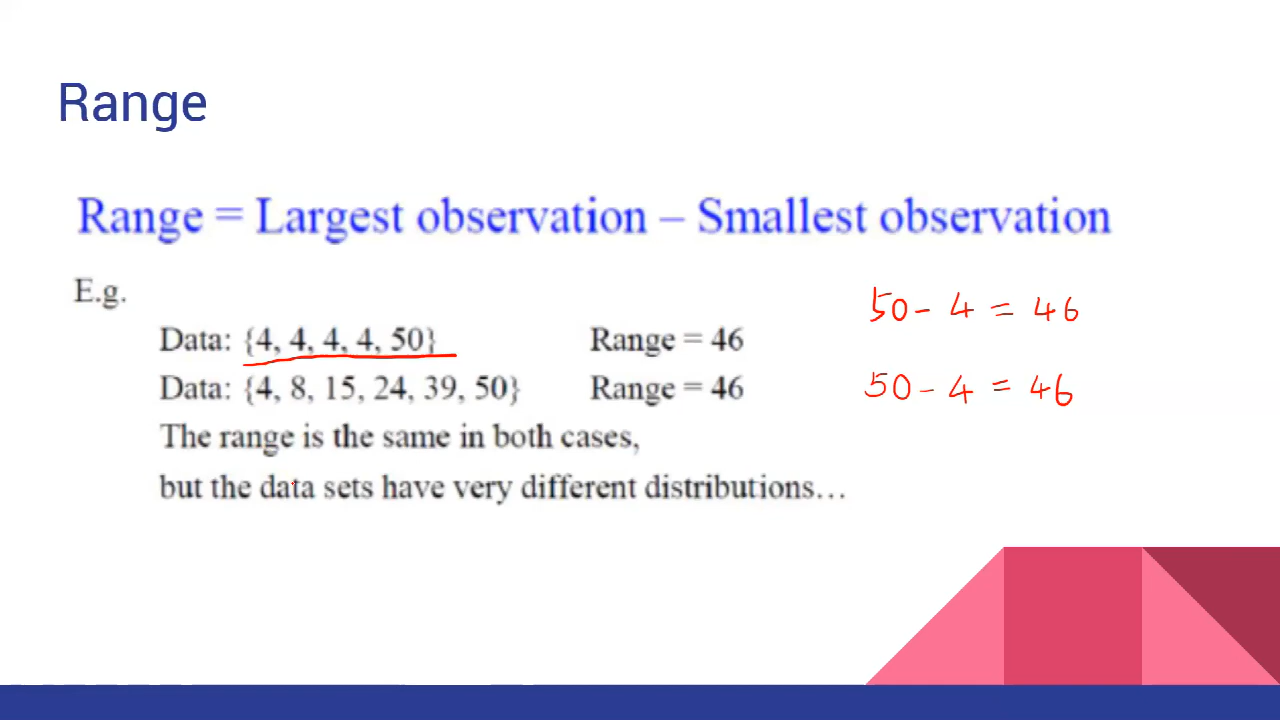 Range
Range = Largest observation – Smallest observation
E.g.
50 - 4 = 46
Data: {4, 4, 4, 4, 50} Range = 46
Data: {4, 8, 15, 24, 39, 50} Range = 46
50 - 4 = 46
The range is the same in both cases,
but the data sets have very different distributions…